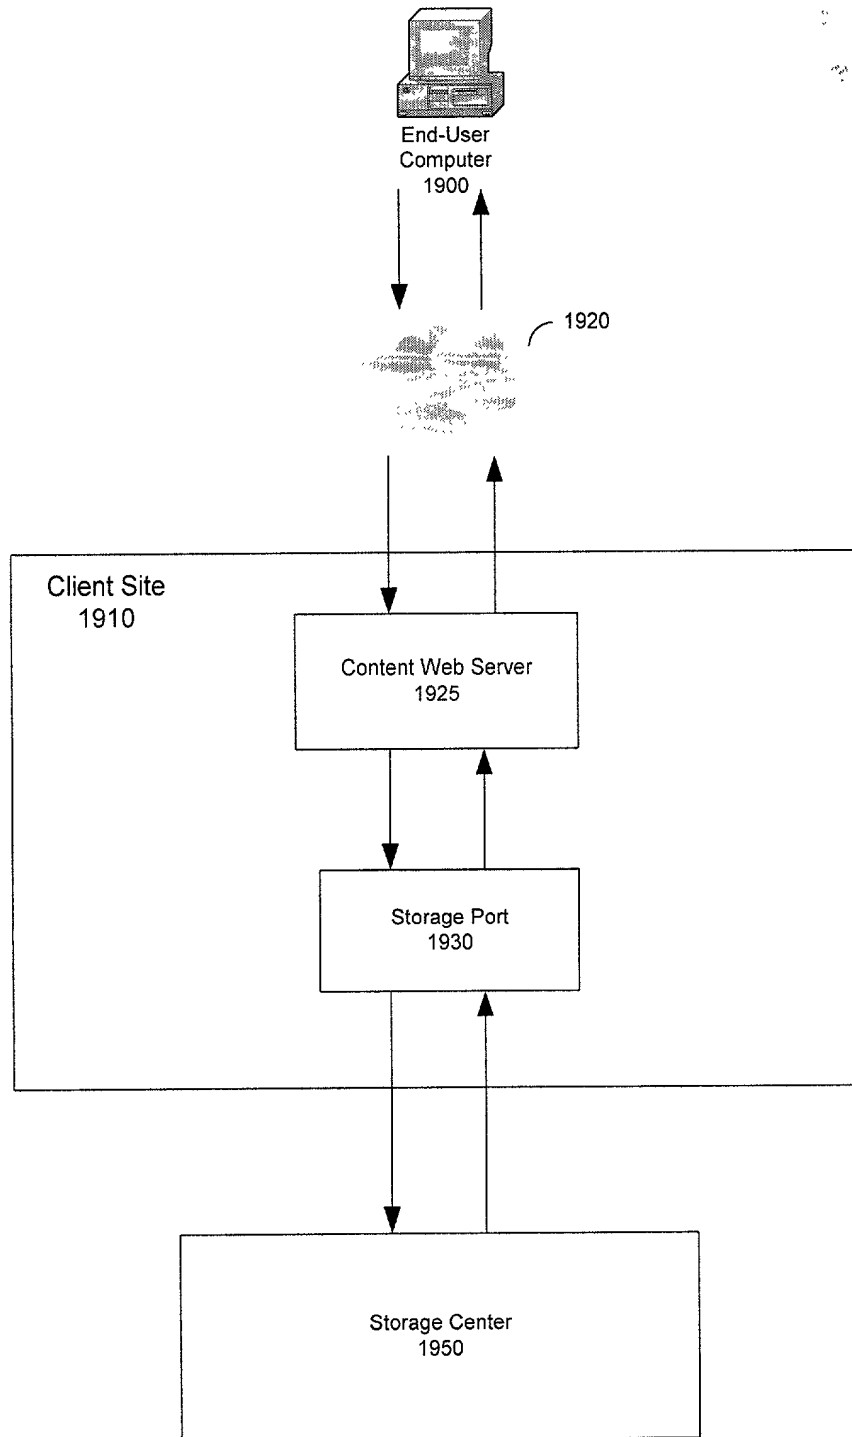 End-User
Computer
1900
1920
Client Site
1910
Content Web Server
1925
Storage Port
1930
Storage Center
1950